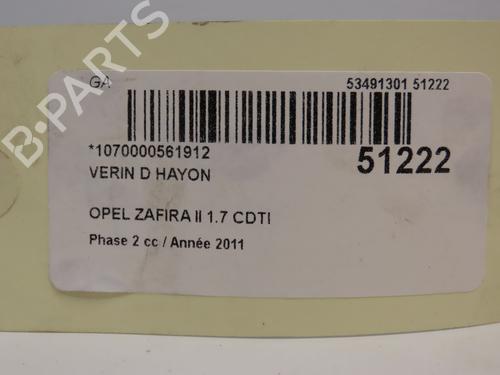 GA 53491301 51222
*1070000561912 51222
VERIN D HAYON
OPEL ZAFIRA II 1.7 CDTI
Phase 2 cc / Année 2011
B-PARTS